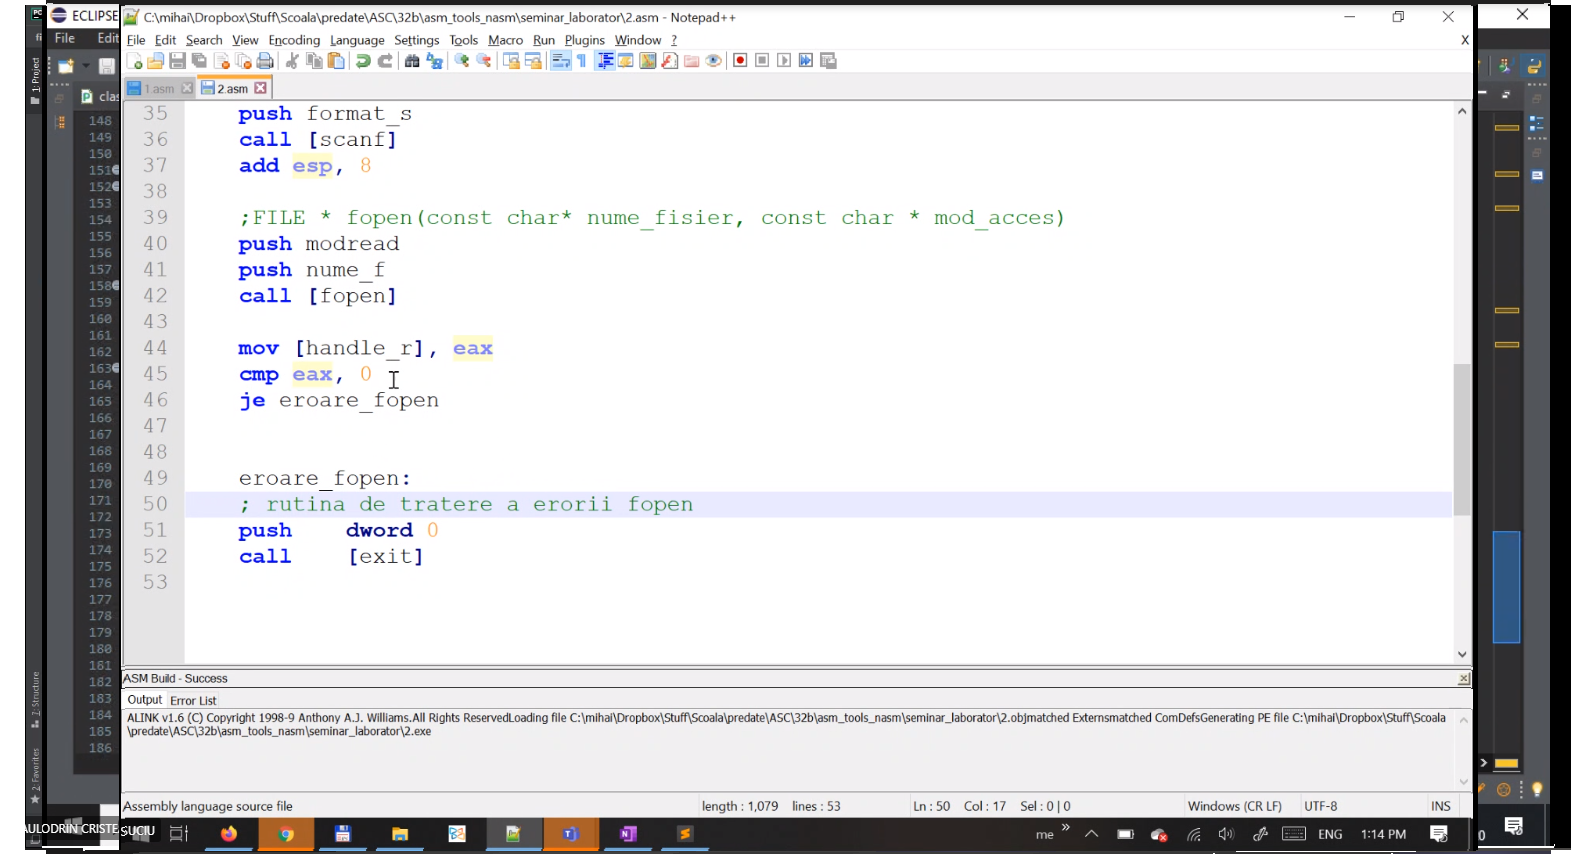 ECLIPSE
C:\mihai\Dropbox\Stuff\Scoala\predate\ASC\32b\asm_tools_nasm\seminar_laborator\2.asm - Notepad++
File Edit
File Edit Search View Encoding Language Settings Tools Macro Run Plugins Window ? X
1: Project
clas
1.asm 2.asm
35 push format_s
36 call [scanf]
37 add esp, 8
38
39 ;FILE * fopen(const char* nume_fisier, const char * mod_acces)
40 push modread
41 push nume_f
42 call [fopen]
43
44 mov [handle_r], eax
45 cmp eax, 0
46 je eroare_fopen
47
48
49 eroare_fopen:
50 ; rutina de tratere a erorii fopen
51 push dword 0
52 call [exit]
53
148
149
150
151
152
153
154
155
156
157
158
159
160
161
162
163
164
165
166
167
168
169
170
171
172
173
174
175
176
177
178
179
180
181
182
183
184
185
186
Z: Structure
2: Favorites
ASM Build - Success
Output Error List
ALINK v1.6 (C) Copyright 1998-9 Anthony A.J. Williams.All Rights ReservedLoading file C:\mihai\Dropbox\Stuff\Scoala\predate\ASC\32b\asm_tools_nasm\seminar_laborator\2.objmatched Externsmatched ComDefsGenerating PE file C:\mihai\Dropbox\Stuff\Scoala
\predate\ASC\32b\asm_tools_nasm\seminar_laborator\2.exe
Assembly language source file length : 1,079 lines : 53 Ln : 50 Col : 17 Sel : 0 | 0 Windows (CR LF) UTF-8 INS
AULODRIN CRISTE SUCIU
me ENG 1:14 PM